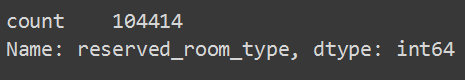 count    104414
Name: reserved_room_type, dtype: int64